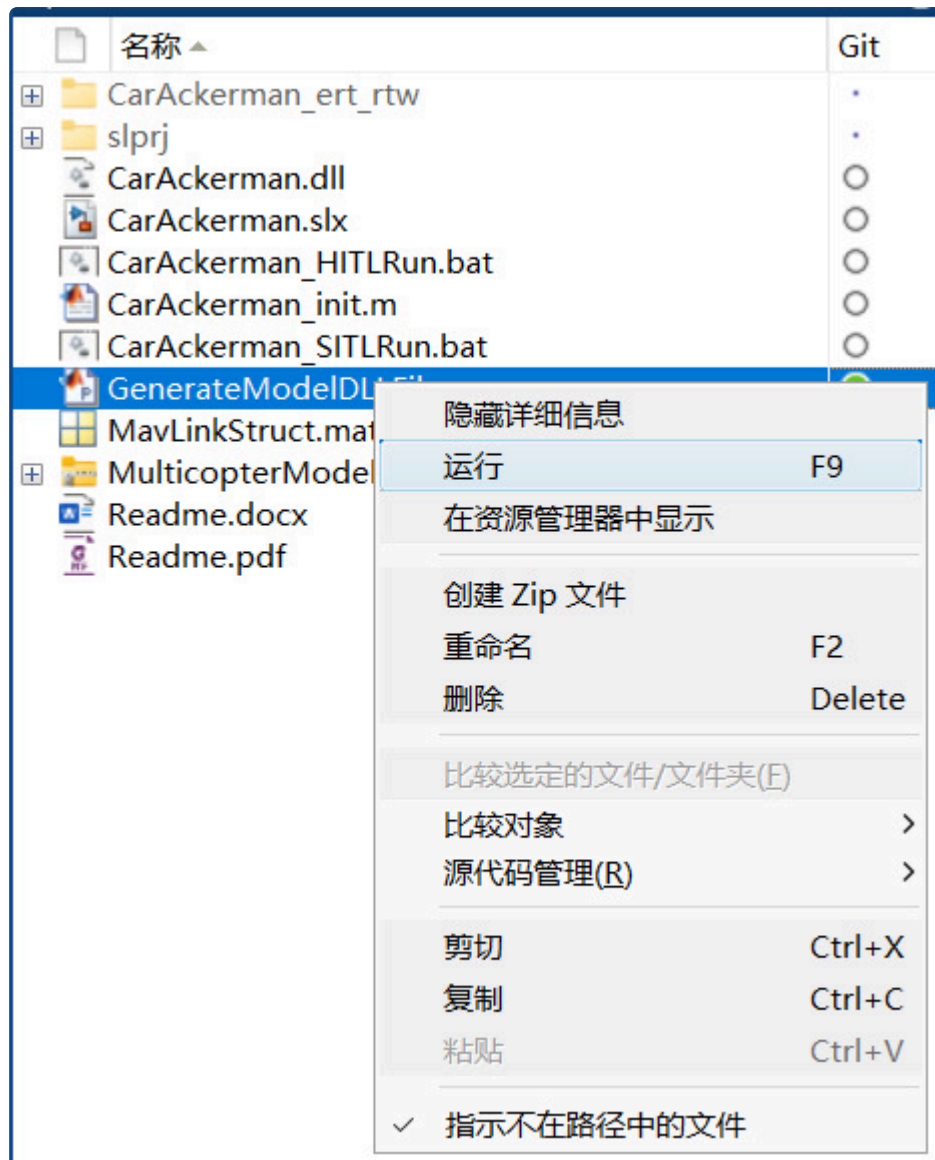 名称 Git
CarAckerman_ert_rtw
slprj
CarAckerman.dll
CarAckerman.slx
CarAckerman_HITLRun.bat
CarAckerman_init.m
CarAckerman_SITLRun.bat
MavLinkStruct.mat
MulticopterModel
Readme.docx
Readme.pdf
隐藏详细信息
运行 F9
在资源管理器中显示
创建 Zip 文件
重命名 F2
删除 Delete
比较选定的文件/文件夹(F)
比较对象
源代码管理(R)
剪切 Ctrl+X
复制 Ctrl+C
粘贴 Ctrl+V
指示不在路径中的文件